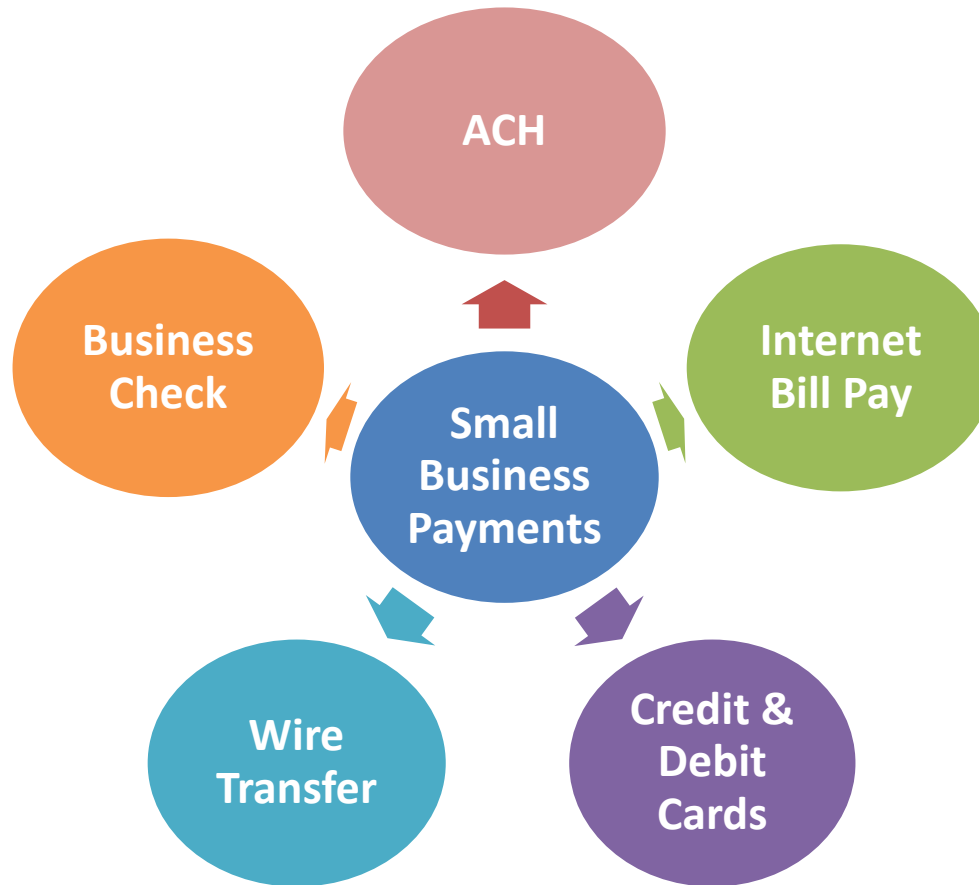 ACH
Business
Check
Internet
Bill Pay
Small
Business
Payments
Wire
Transfer
Credit &
Debit
Cards